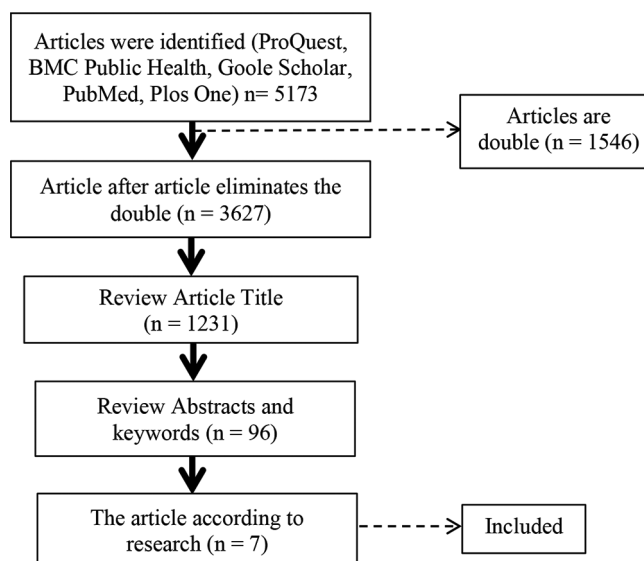 Articles were identified (ProQuest,
BMC Public Health, Goole Scholar,
PubMed, Plos One) n= 5173
Articles are
double (n = 1546)
Article after article eliminates the
double (n = 3627)
Review Article Title
(n = 1231)
Review Abstracts and
keywords (n = 96)
The article according to
research (n = 7)
Included